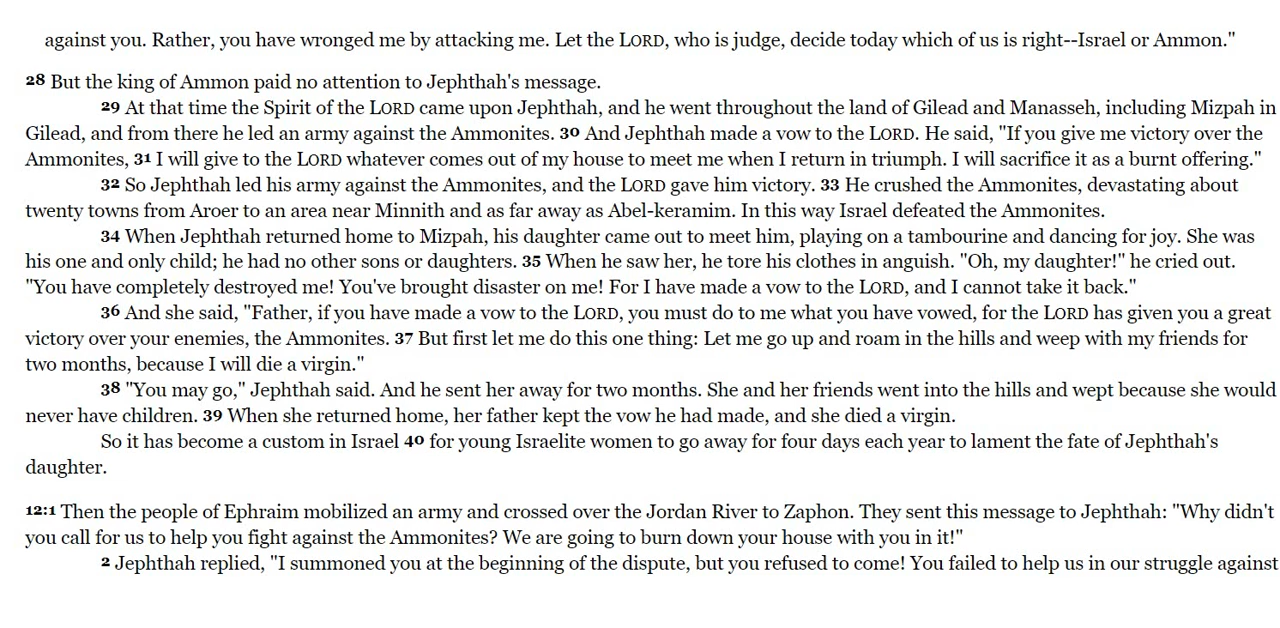 against you. Rather, you have wronged me by attacking me. Let the LORD, who is judge, decide today which of us is right--Israel or Ammon."
28 But the king of Ammon paid no attention to Jephthah's message.
29 At that time the Spirit of the LORD came upon Jephthah, and he went throughout the land of Gilead and Manasseh, including Mizpah in
Gilead, and from there he led an army against the Ammonites. 30 And Jephthah made a vow to the LORD. He said, "If you give me victory over the
Ammonites, 31 I will give to the LORD whatever comes out of my house to meet me when I return in triumph. I will sacrifice it as a burnt offering."
32 So Jephthah led his army against the Ammonites, and the LORD gave him victory. 33 He crushed the Ammonites, devastating about
twenty towns from Aroer to an area near Minnith and as far away as Abel-keramim. In this way Israel defeated the Ammonites.
34 When Jephthah returned home to Mizpah, his daughter came out to meet him, playing on a tambourine and dancing for joy. She was
his one and only child; he had no other sons or daughters. 35 When he saw her, he tore his clothes in anguish. "Oh, my daughter!" he cried out.
"You have completely destroyed me! You've brought disaster on me! For I have made a vow to the LORD, and I cannot take it back."
36 And she said, "Father, if you have made a vow to the LORD, you must do to me what you have vowed, for the LORD has given you a great
victory over your enemies, the Ammonites. 37 But first let me do this one thing: Let me go up and roam in the hills and weep with my friends for
two months, because I will die a virgin."
38 "You may go," Jephthah said. And he sent her away for two months. She and her friends went into the hills and wept because she would
never have children. 39 When she returned home, her father kept the vow he had made, and she died a virgin.
So it has become a custom in Israel 40 for young Israelite women to go away for four days each year to lament the fate of Jephthah's
daughter.
12:1 Then the people of Ephraim mobilized an army and crossed over the Jordan River to Zaphon. They sent this message to Jephthah: "Why didn't
you call for us to help you fight against the Ammonites? We are going to burn down your house with you in it!"
2 Jephthah replied, "I summoned you at the beginning of the dispute, but you refused to come! You failed to help us in our struggle against